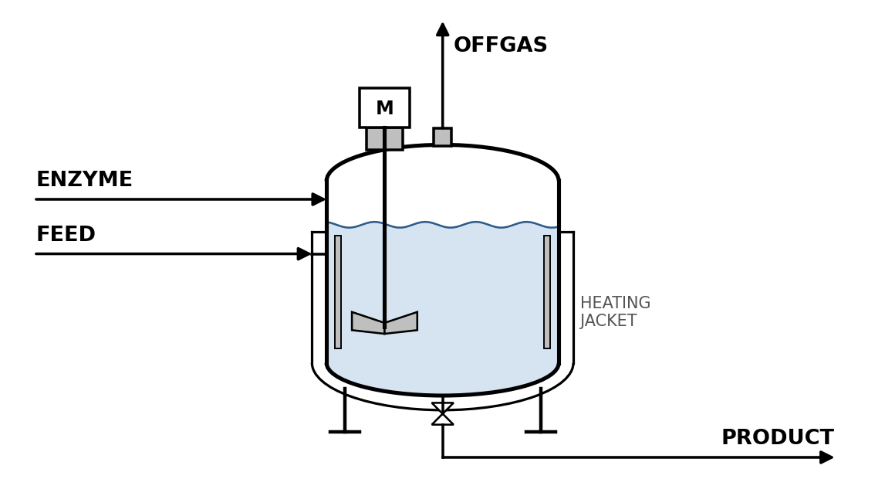 OFFGAS
M
ENZYME
FEED
HEATING
JACKET
PRODUCT